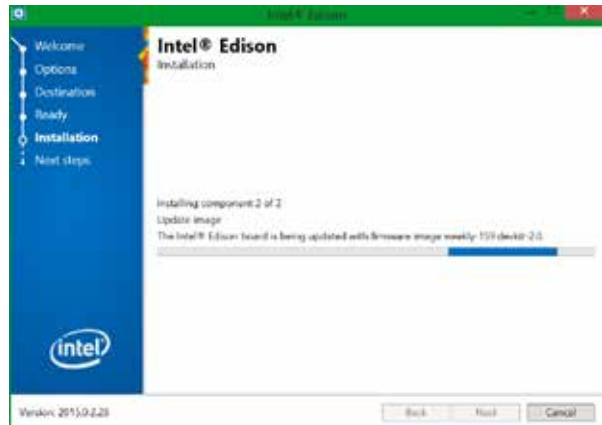 Intel® Edison
Welcome
Options
Destination
Ready
Installation
Next steps
Intel® Edison
Installation
Installing component 2 of 2
Update image
The Intel® Edison board is being updated with firmware image weekly-159 devkit-2.0.
intel
Version: 2015.0.2.28
Back
Next
Cancel